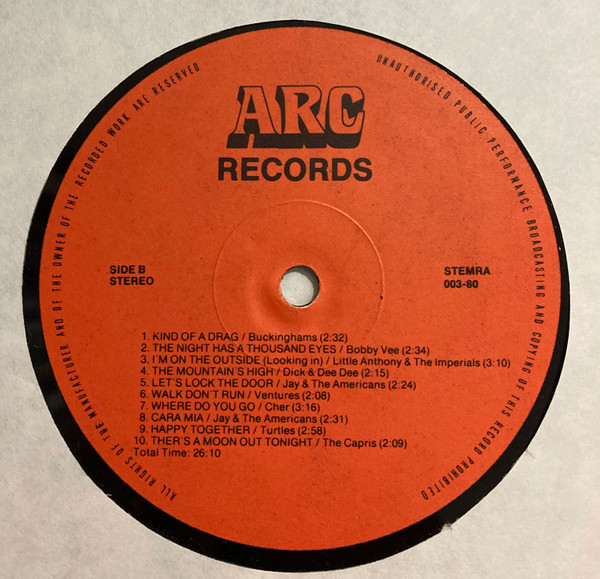 ARC
RECORDS
ALL RIGHTS OF THE MANUFACTURER AND OF THE OWNER OF THE RECORDED WORK ARE RESERVED
UNAUTHORISED PUBLIC PERFORMANCE BROADCASTING AND COPYING OF THIS RECORD PROHIBITED
SIDE B
STEREO
STEMRA
003-80
1. KIND OF A DRAG / Buckinghams (2:32)
2. THE NIGHT HAS A THOUSAND EYES / Bobby Vee (2:34)
3. I'M ON THE OUTSIDE (Looking in) / Little Anthony & The Imperials (3:10)
4. THE MOUNTAIN'S HIGH / Dick & Dee Dee (2:15)
5. LET'S LOCK THE DOOR / Jay & The Americans (2:24)
6. WALK DON'T RUN / Ventures (2:08)
7. WHERE DO YOU GO / Cher (3:16)
8. CARA MIA / Jay & The Americans (2:31)
9. HAPPY TOGETHER / Turtles (2:58)
10. THER'S A MOON OUT TONIGHT / The Capris (2:09)
Total Time: 26:10